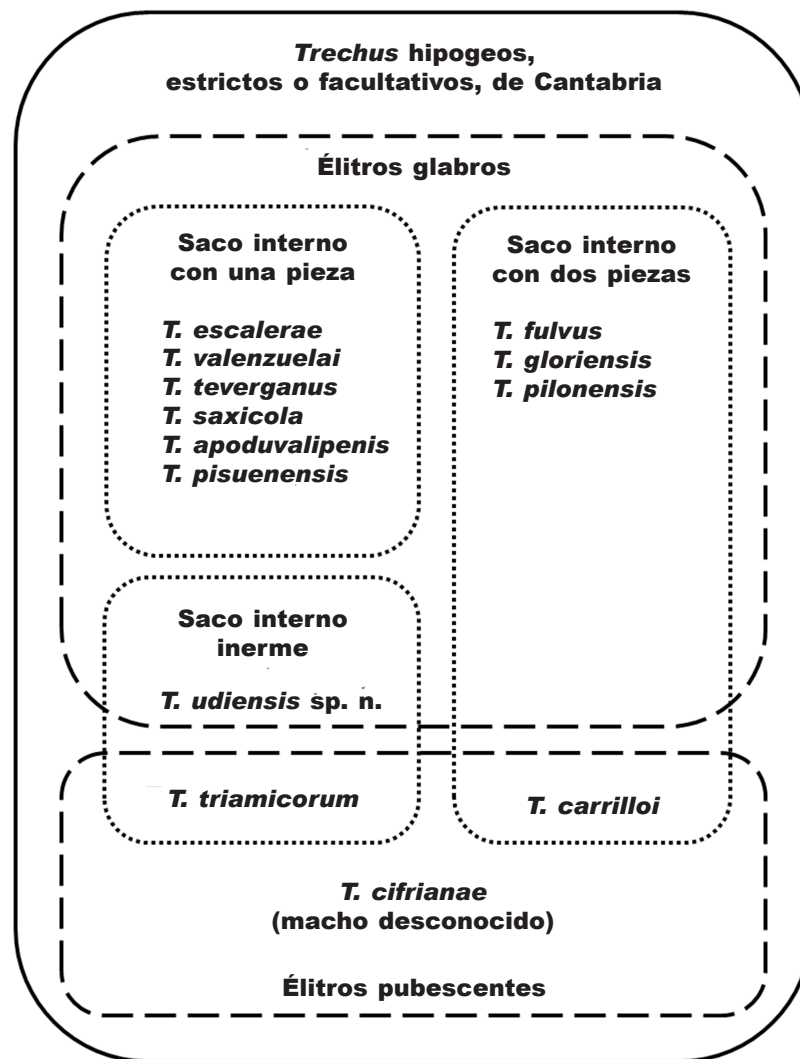 Trechus hipogeos,
estrictos o facultativos, de Cantabria
Élitros glabros
Saco interno
con una pieza
T. escalerae
T. valenzuelai
T. teverganus
T. saxicola
T. apoduvalipenis
T. pisuenensis
Saco interno
con dos piezas
T. fulvus
T. gloriensis
T. pilonensis
Saco interno
inerme
T. udiensis sp. n.
T. triamicorum
T. carrilloi
T. cifrianae
(macho desconocido)
Élitros pubescentes